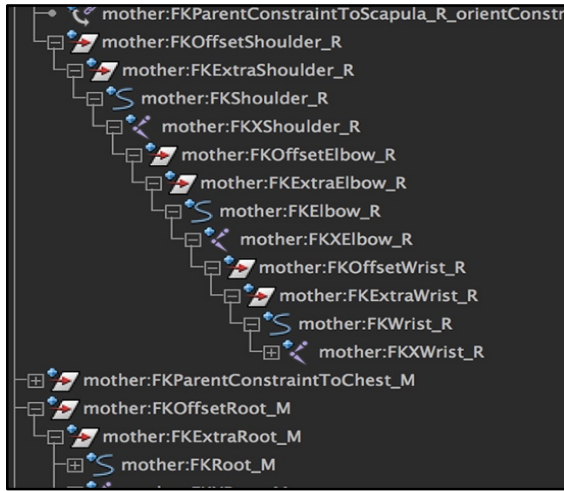 mother:FKParentConstraintToScapula_R_orientConstr
mother:FKOffsetShoulder_R
mother:FKExtraShoulder_R
mother:FKShoulder_R
mother:FKXShoulder_R
mother:FKOffsetElbow_R
mother:FKExtraElbow_R
mother:FKElbow_R
mother:FKXElbow_R
mother:FKOffsetWrist_R
mother:FKExtraWrist_R
mother:FKWrist_R
mother:FKXWrist_R
mother:FKParentConstraintToChest_M
mother:FKOffsetRoot_M
mother:FKExtraRoot_M
mother:FKRoot_M